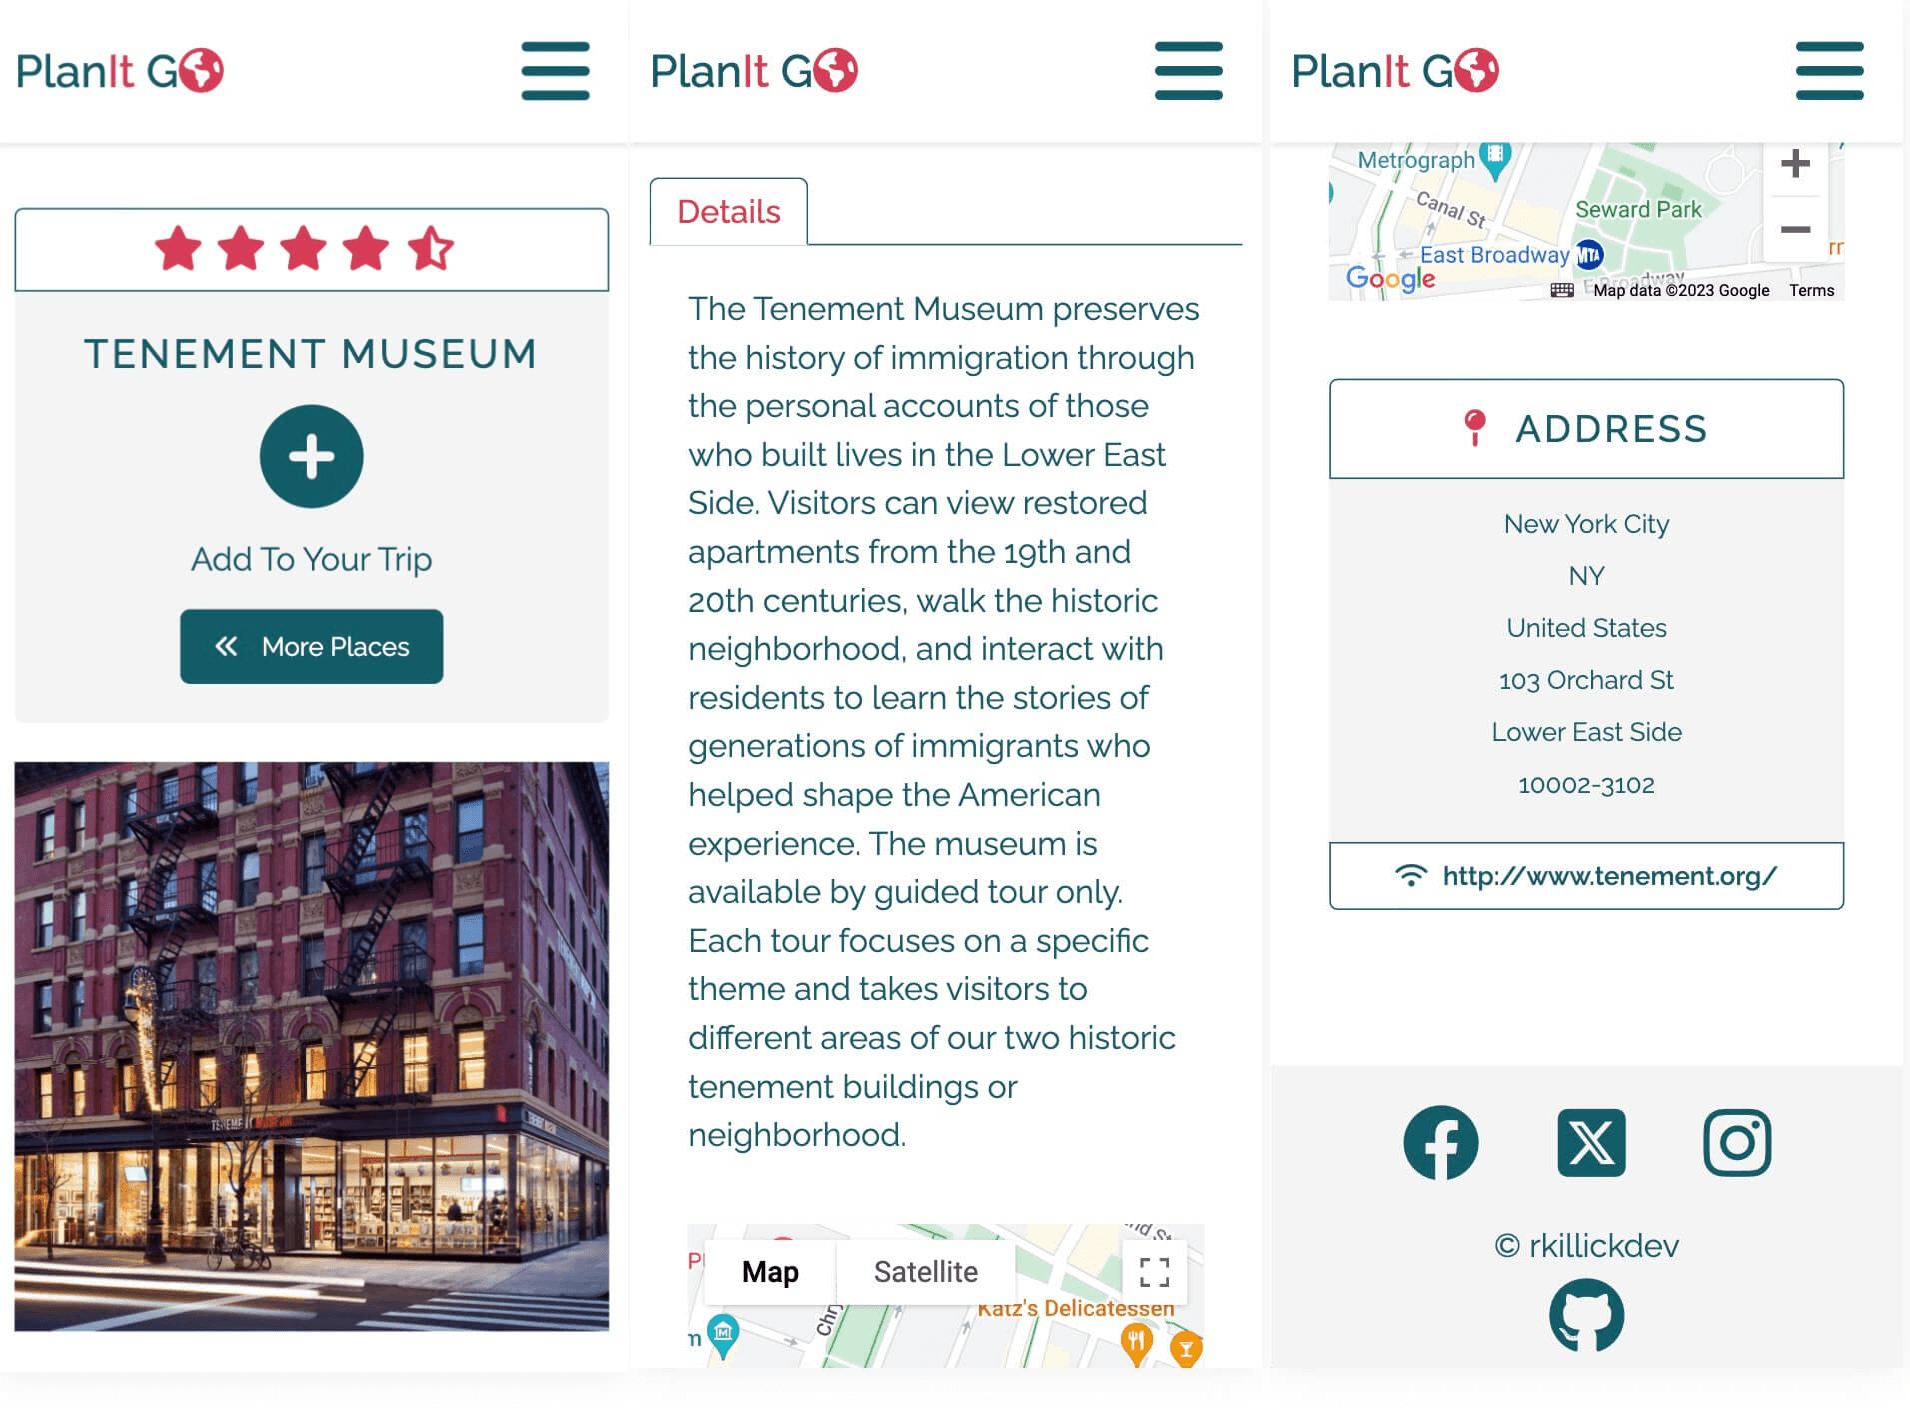 PlanIt GO
TENEMENT MUSEUM
Add To Your Trip
More Places
TENEMENT MUSEUM
PlanIt GO
Details
The Tenement Museum preserves
the history of immigration through
the personal accounts of those
who built lives in the Lower East
Side. Visitors can view restored
apartments from the 19th and
20th centuries, walk the historic
neighborhood, and interact with
residents to learn the stories of
generations of immigrants who
helped shape the American
experience. The museum is
available by guided tour only.
Each tour focuses on a specific
theme and takes visitors to
different areas of our two historic
tenement buildings or
neighborhood.
Map
Satellite
Katz's Delicatessen
PlanIt GO
Metrograph
Canal St
Seward Park
East Broadway
MTA
E Broadway
Google
Map data ©2023 Google
Terms
ADDRESS
New York City
NY
United States
103 Orchard St
Lower East Side
10002-3102
http://www.tenement.org/
© rkillickdev